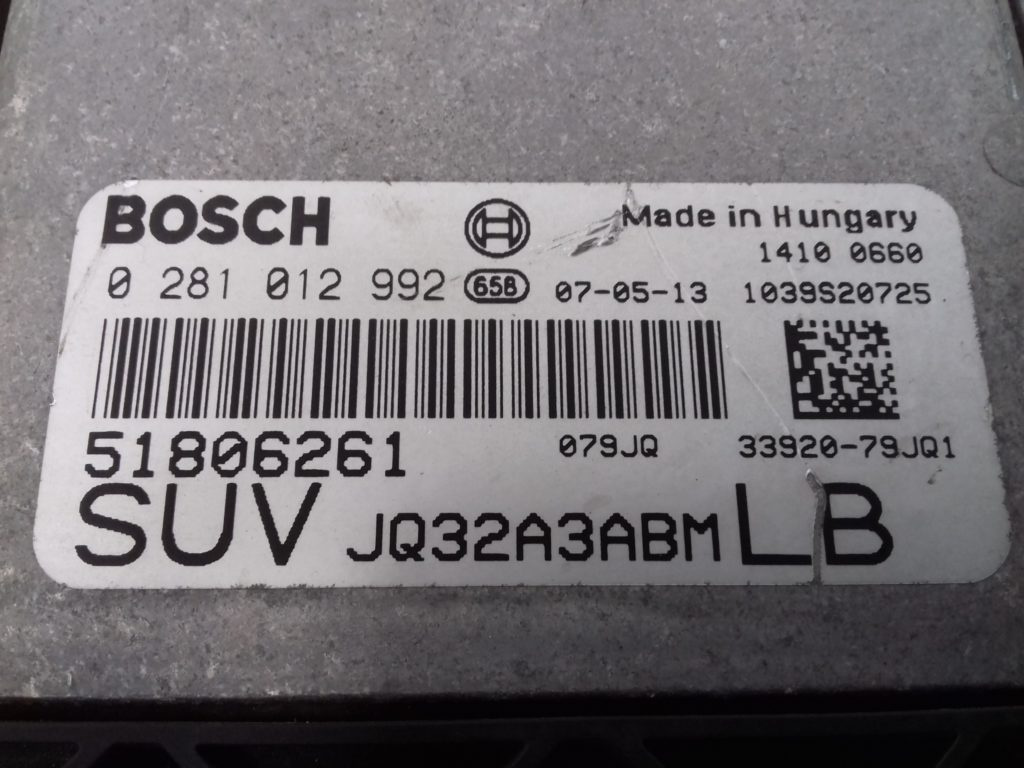 BOSCH
Made in Hungary
1410 0660
0 281 012 992 65B 07-05-13 1039S20725
51806261 079JQ 33920-79JQ1
SUV JQ32A3ABM LB